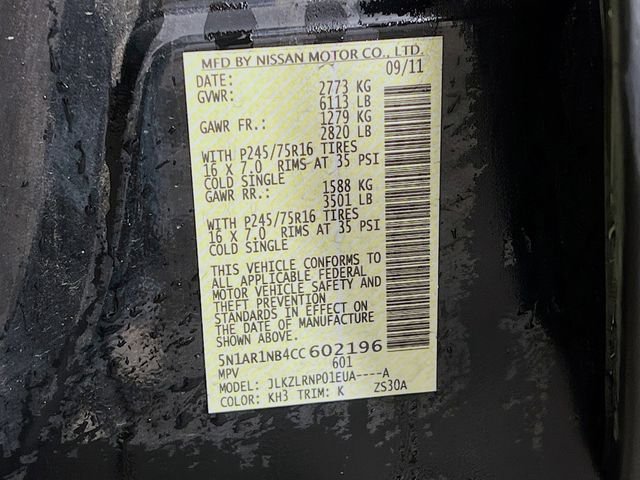 MFD BY NISSAN MOTOR CO., LTD.
DATE: 09/11
GVWR: 2773 KG
6113 LB
GAWR FR.: 1279 KG
2820 LB
WITH P245/75R16 TIRES
16 X 7.0 RIMS AT 35 PSI
COLD SINGLE
GAWR RR.: 1588 KG
3501 LB
WITH P245/75R16 TIRES
16 X 7.0 RIMS AT 35 PSI
COLD SINGLE
THIS VEHICLE CONFORMS TO
ALL APPLICABLE FEDERAL
MOTOR VEHICLE SAFETY AND
THEFT PREVENTION
STANDARDS IN EFFECT ON
THE DATE OF MANUFACTURE
SHOWN ABOVE.
5N1AR1NB4CC602196
MPV 601
MODEL: JLKZLRNP01EUA----A
COLOR: KH3 TRIM: K ZS30A